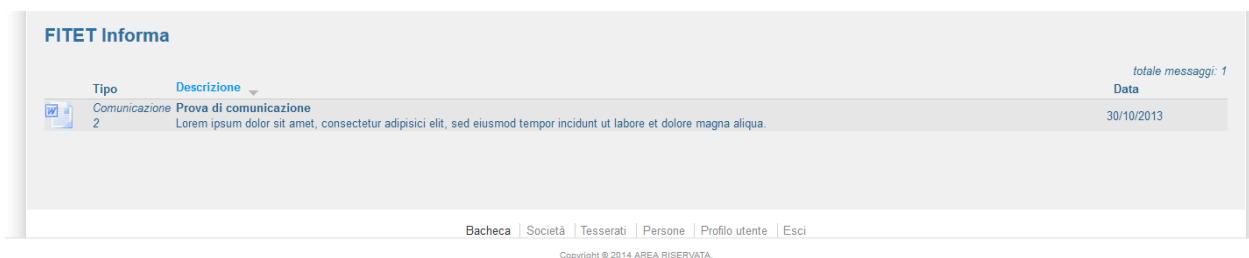 FITET Informa
totale messaggi: 1
Tipo Descrizione Data
Comunicazione Prova di comunicazione
2 Lorem ipsum dolor sit amet, consectetur adipisici elit, sed eiusmod tempor incidunt ut labore et dolore magna aliqua. 30/10/2013
Bacheca | Società | Tesserati | Persone | Profilo utente | Esci
Copyright © 2014 AREA RISERVATA.